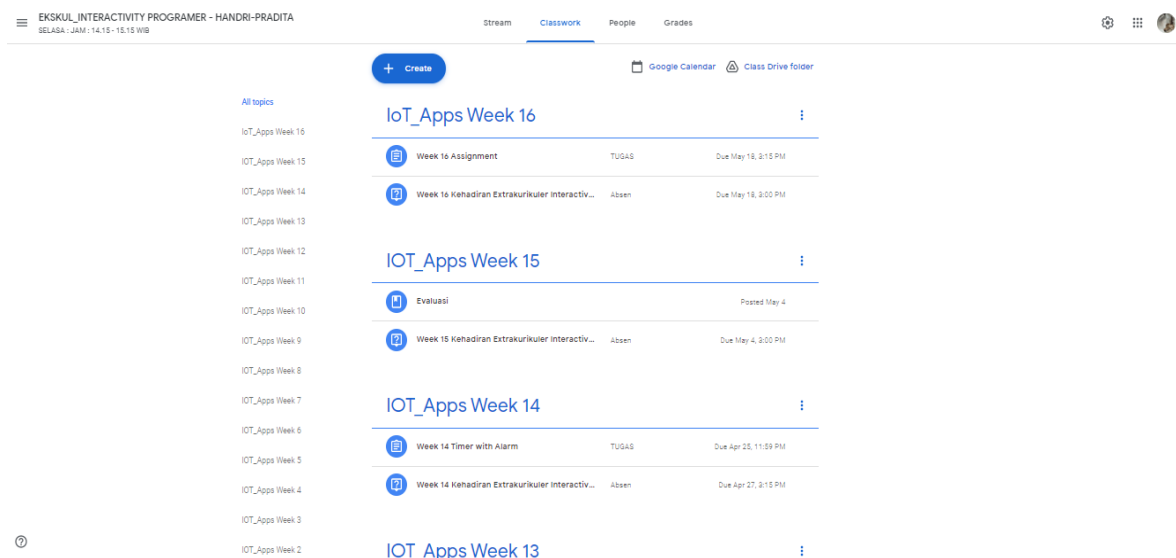 EKSKUL_INTERACTIVITY PROGRAMER - HANDRI-PRADITA
SELASA : JAM : 14.15 - 15.15 WIB
Stream Classwork People Grades
Create
Google Calendar Class Drive folder
All topics
IoT_Apps Week 16
IOT_Apps Week 15
IOT_Apps Week 14
IOT_Apps Week 13
IOT_Apps Week 12
IOT_Apps Week 11
IOT_Apps Week 10
IOT_Apps Week 9
IOT_Apps Week 8
IOT_Apps Week 7
IOT_Apps Week 6
IOT_Apps Week 5
IOT_Apps Week 4
IOT_Apps Week 3
IOT_Apps Week 2
IoT_Apps Week 16
Week 16 Assignment TUGAS Due May 18, 3:15 PM
Week 16 Kehadiran Extrakurikuler Interactiv... Absen Due May 18, 3:00 PM
IOT_Apps Week 15
Evaluasi Posted May 4
Week 15 Kehadiran Extrakurikuler Interactiv... Absen Due May 4, 3:00 PM
IOT_Apps Week 14
Week 14 Timer with Alarm TUGAS Due Apr 25, 11:59 PM
Week 14 Kehadiran Extrakurikuler Interactiv... Absen Due Apr 27, 3:15 PM
IOT_Apps Week 13